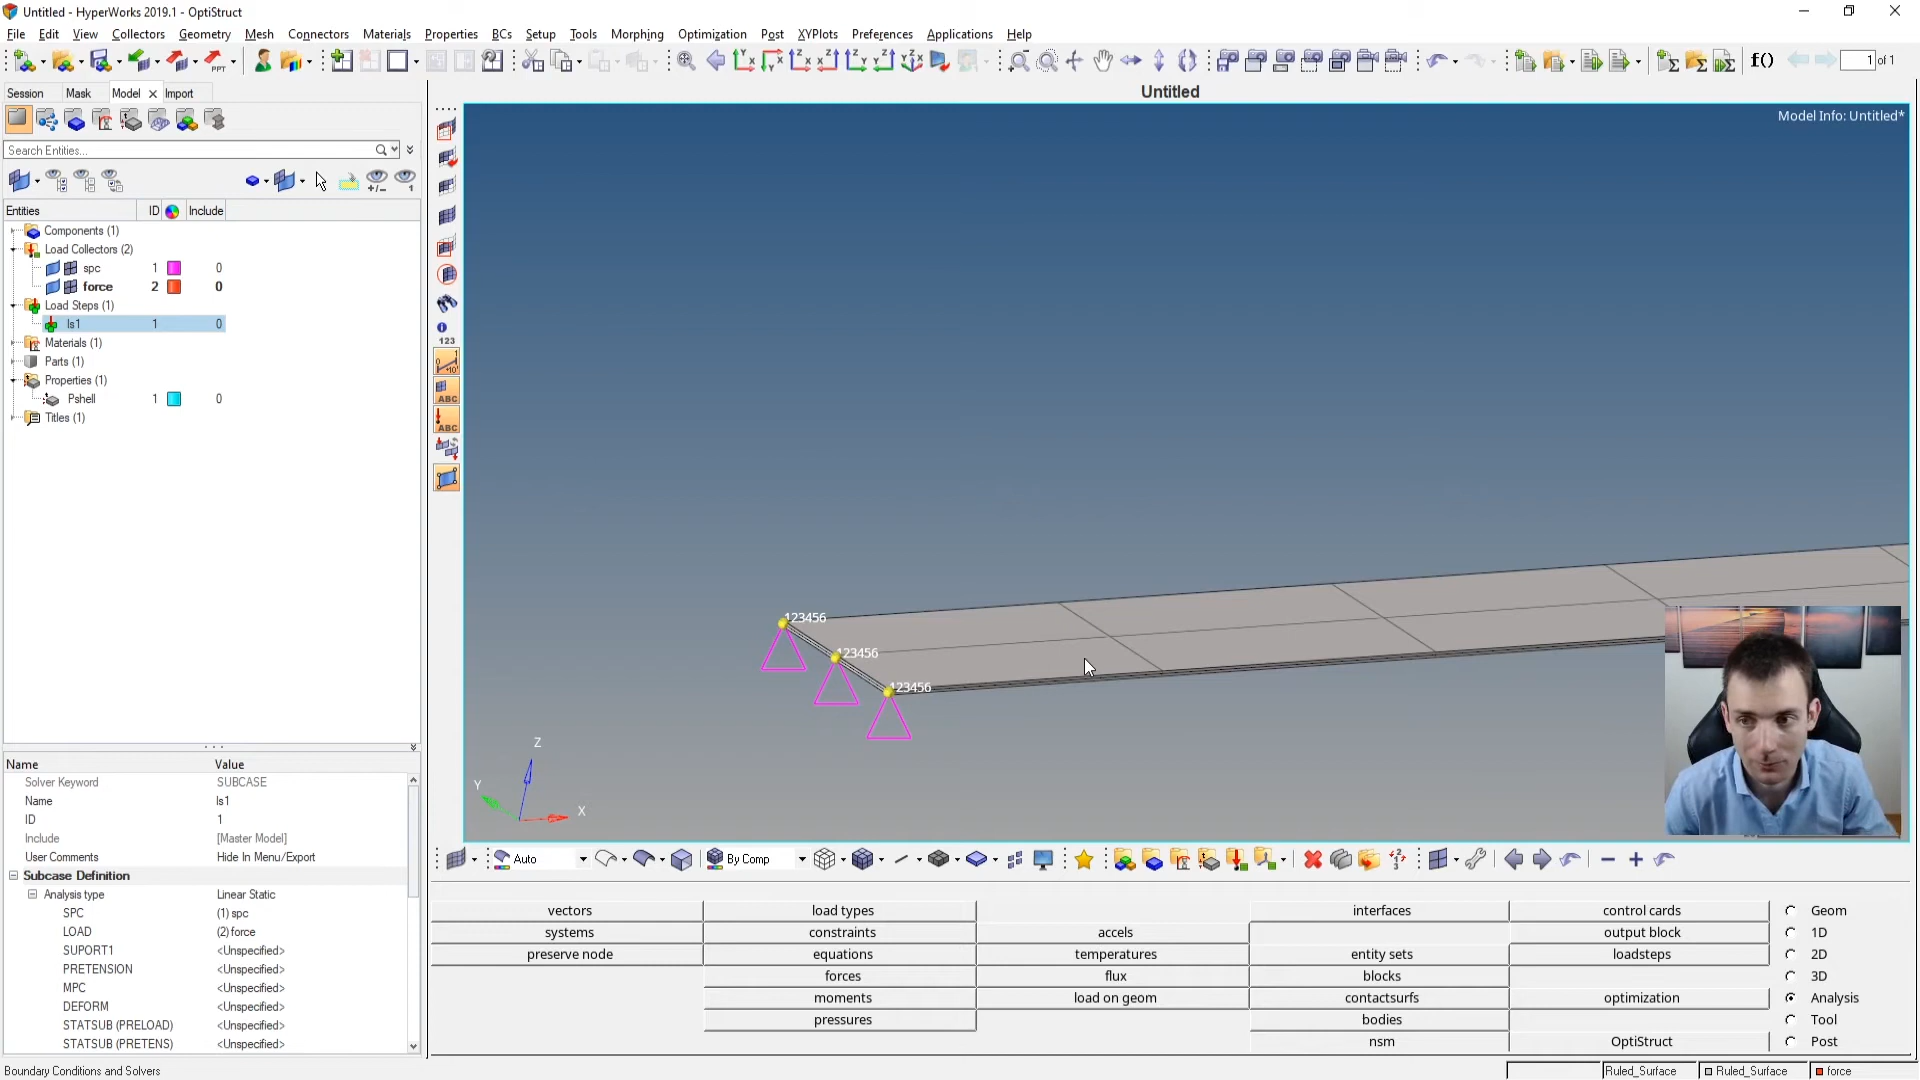 Untitled - HyperWorks 2019.1 - OptiStruct
File Edit View Collectors Geometry Mesh Connectors Materials Properties BCs Setup Tools Morphing Optimization Post XYPlots Preferences Applications Help
f() 1 of 1
Session Mask Model Import
Untitled
Model Info: Untitled*
Search Entities...
Entities ID Include
Components (1)
Load Collectors (2)
spc 1 0
force 2 0
Load Steps (1)
ls1 1 0
Materials (1)
Parts (1)
Properties (1)
Pshell 1 0
Titles (1)
123
ABC
ABC
123456
123456
123456
Z
Y
X
Name Value
Solver Keyword SUBCASE
Name ls1
ID 1
Include [Master Model]
User Comments Hide In Menu/Export
Subcase Definition
Analysis type Linear Static
SPC (1) spc
LOAD (2) force
SUPORT1 <Unspecified>
PRETENSION <Unspecified>
MPC <Unspecified>
DEFORM <Unspecified>
STATSUB (PRELOAD) <Unspecified>
STATSUB (PRETENS) <Unspecified>
Auto By Comp
vectors load types interfaces control cards Geom
systems constraints accels output block 1D
preserve node equations temperatures entity sets loadsteps 2D
forces flux blocks 3D
moments load on geom contactsurfs optimization Analysis
pressures bodies Tool
nsm OptiStruct Post
Boundary Conditions and Solvers
Ruled_Surface Ruled_Surface force